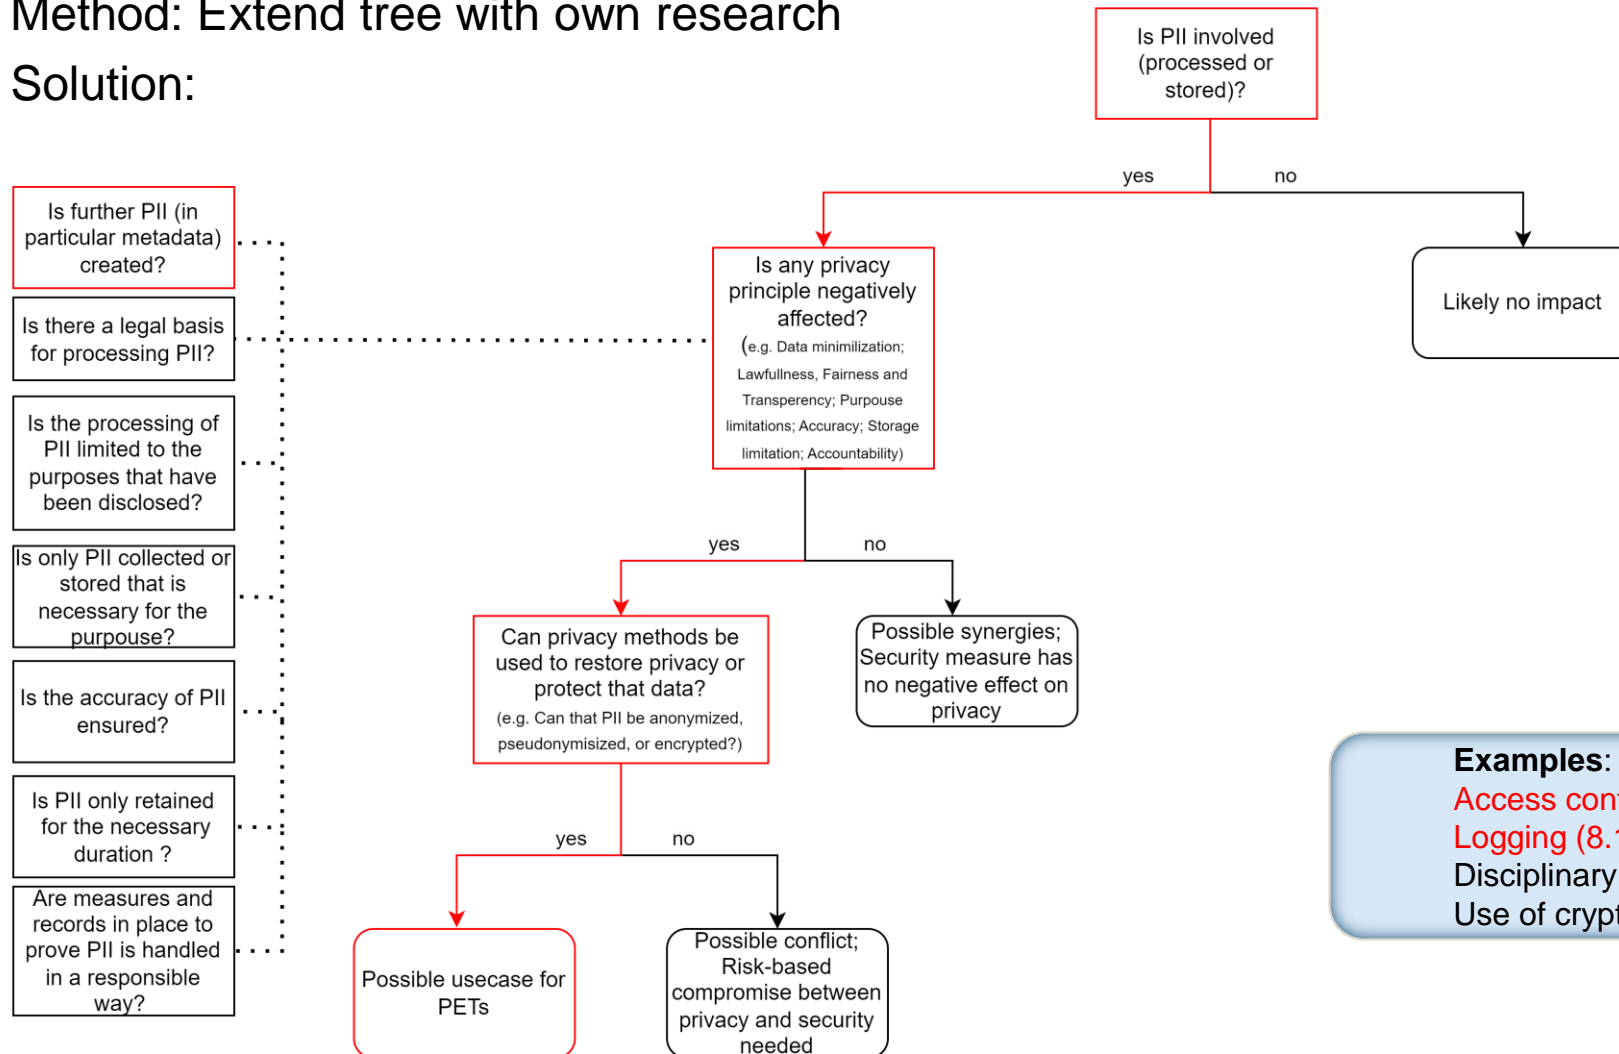 Method: Extend tree with own research
Solution:
Is PII involved
(processed or
stored)?
yes
no
Is further PII (in
particular metadata)
created?
Is there a legal basis
for processing PII?
Is the processing of
PII limited to the
purposes that have
been disclosed?
Is only PII collected or
stored that is
necessary for the
purpouse?
Is the accuracy of PII
ensured?
Is PII only retained
for the necessary
duration ?
Are measures and
records in place to
prove PII is handled
in a responsible
way?
Is any privacy
principle negatively
affected?
(e.g. Data minimilization;
Lawfullness, Fairness and
Transperency; Purpouse
limitations; Accuracy; Storage
limitation; Accountability)
Likely no impact
yes
no
Can privacy methods be
used to restore privacy or
protect that data?
(e.g. Can that PII be anonymized,
pseudonymisized, or encrypted?)
Possible synergies;
Security measure has
no negative effect on
privacy
yes
no
Possible usecase for
PETs
Possible conflict;
Risk-based
compromise between
privacy and security
needed
Examples:
Access
Logging (8.
Disciplinary
Use of